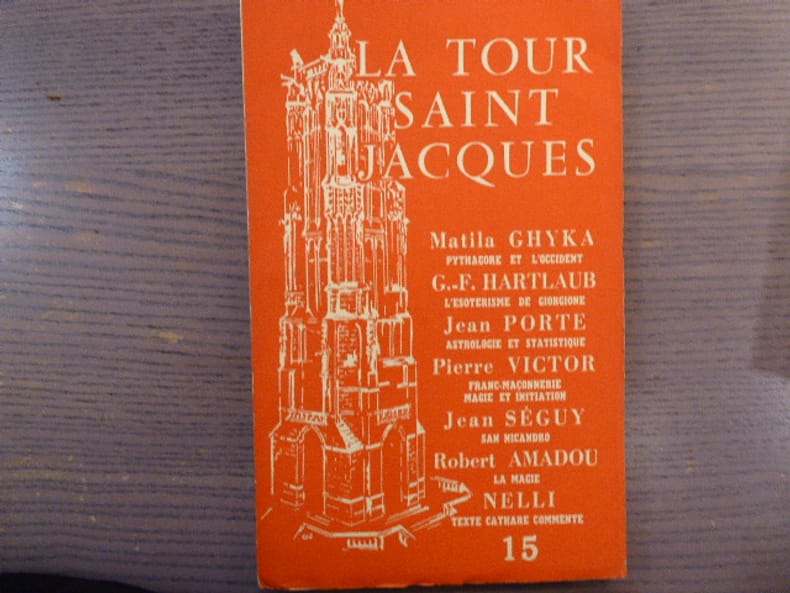 LA TOUR
SAINT
JACQUES
Matila GHYKA
PYTHAGORE ET L'OCCIDENT
G.-F. HARTLAUB
L'ESOTERISME DE GIORGIONE
Jean PORTE
ASTROLOGIE ET STATISTIQUE
Pierre VICTOR
FRANC-MAÇONNERIE
MAGIE ET INITIATION
Jean SÉGUY
SAN NICANDRO
Robert AMADOU
LA MAGIE
NELLI
TEXTE CATHARE COMMENTE
15